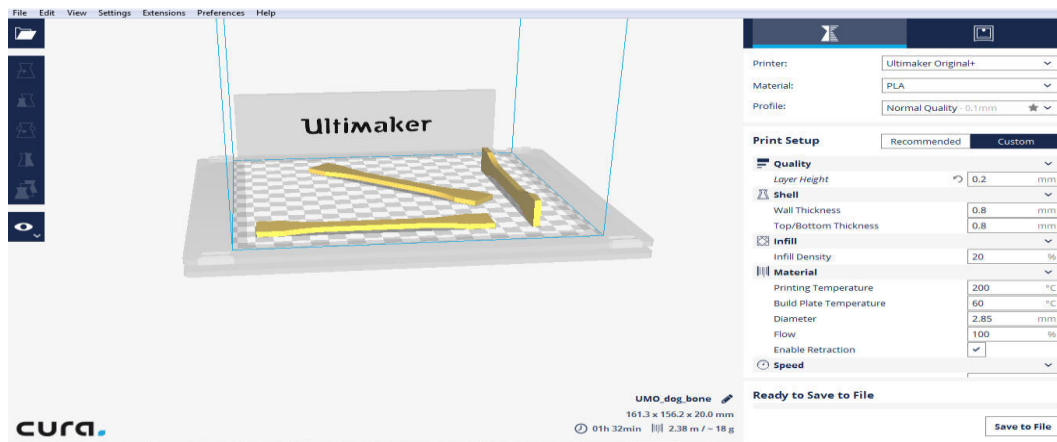 File Edit View Settings Extensions Preferences Help
Ultimaker
Printer: Ultimaker Original+
Material: PLA
Profile: Normal Quality - 0.1mm
Print Setup Recommended Custom
Quality
Layer Height 0.2 mm
Shell
Wall Thickness 0.8 mm
Top/Bottom Thickness 0.8 mm
Infill
Infill Density 20 %
Material
Printing Temperature 200 °C
Build Plate Temperature 60 °C
Diameter 2.85 mm
Flow 100 %
Enable Retraction
Speed
UMO_dog_bone
161.3 x 156.2 x 20.0 mm
01h 32min 2.38 m / ~ 18 g
Ready to Save to File
Save to File
cura.